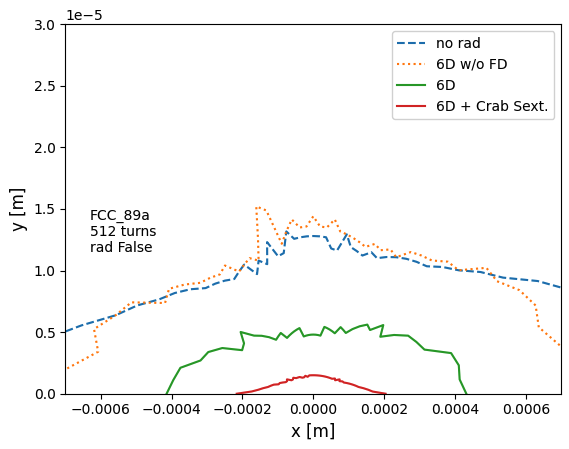 1e−5
3.0
2.5
2.0
1.5
1.0
0.5
0.0
y [m]
no rad
6D w/o FD
6D
6D + Crab Sext.
FCC_89a
512 turns
rad False
−0.0006 −0.0004 −0.0002 0.0000 0.0002 0.0004 0.0006
x [m]